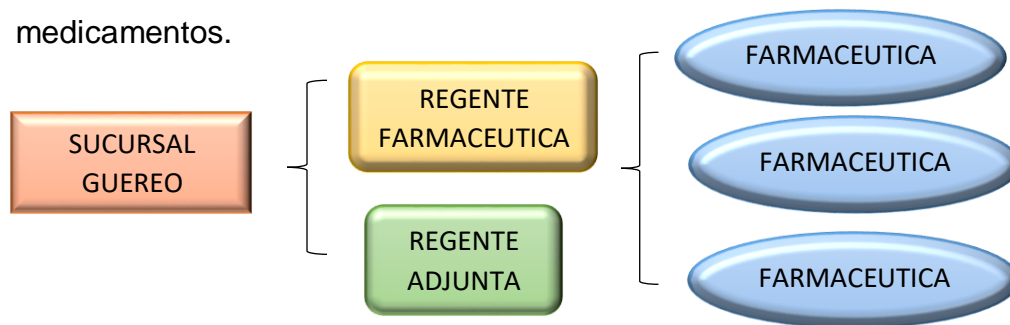 medicamentos.
SUCURSAL
GUEREO
REGENTE
FARMACEUTICA
REGENTE
ADJUNTA
FARMACEUTICA
FARMACEUTICA
FARMACEUTICA